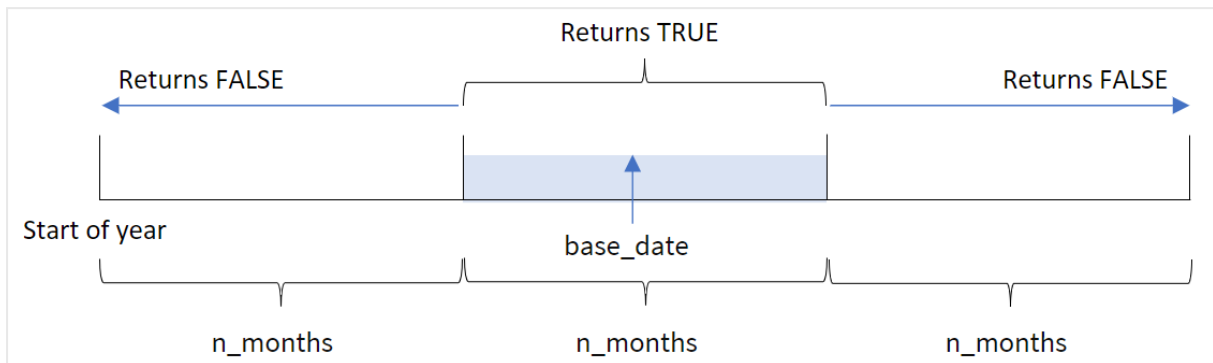 Returns TRUE
Returns FALSE
Returns FALSE
Start of year
base_date
n_months
n_months
n_months